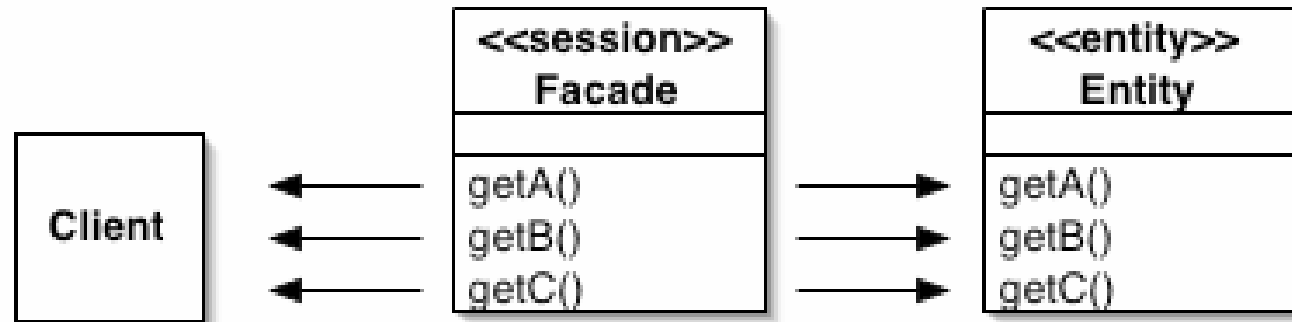 Client
<<session>>
Facade
getA()
getB()
getC()
<<entity>>
Entity
getA()
getB()
getC()